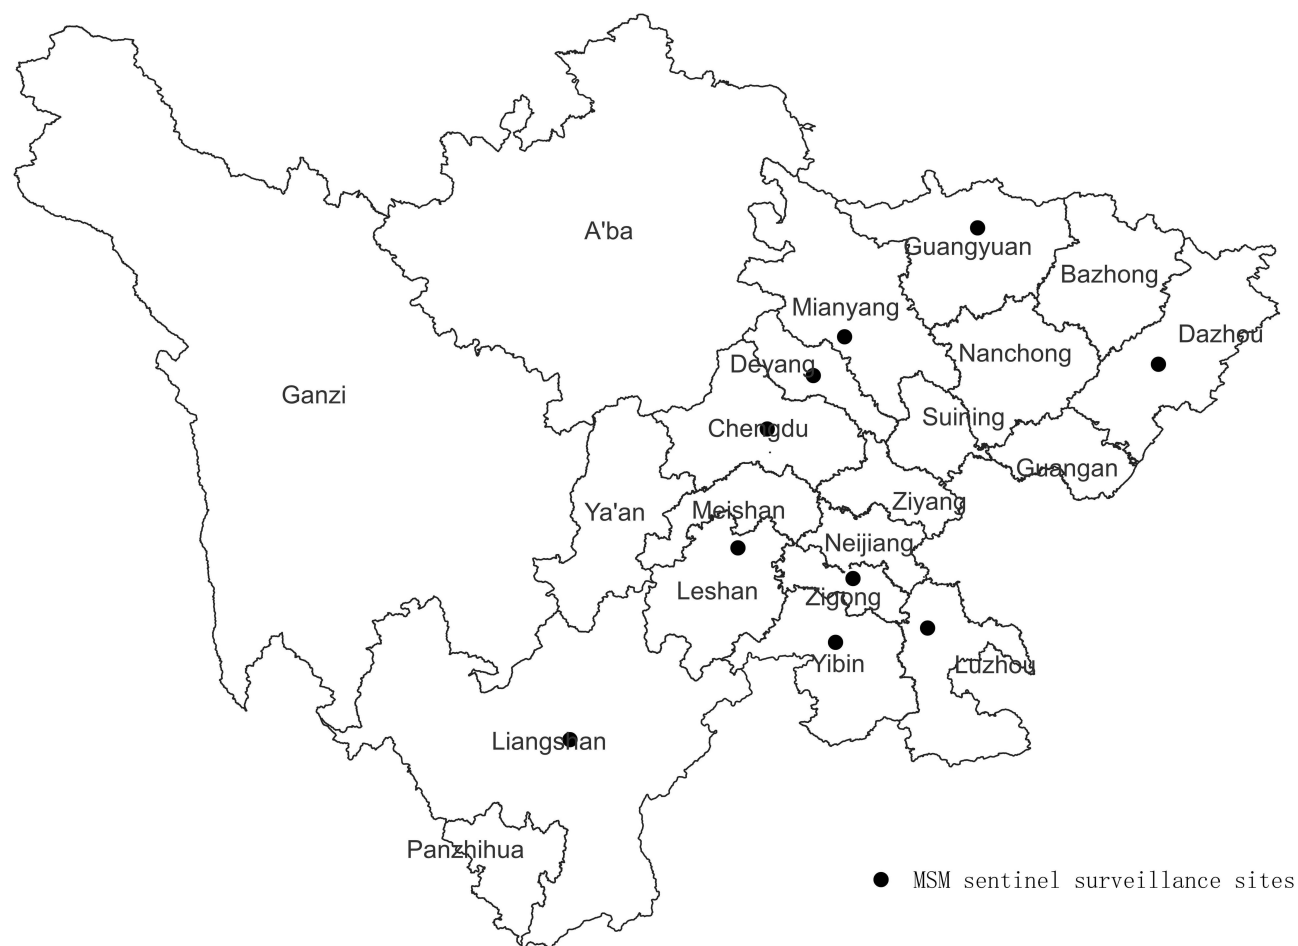 A'ba
Guangyuan
Bazhong
Mianyang
Dazhou
Nanchong
Deyang
Ganzi
Suining
Chengdu
Guangan
Ziyang
Meishan
Ya'an
Neijiang
Leshan
Zigong
Yibin
Luzhou
Liangshan
Panzhihua
MSM sentinel surveillance sites